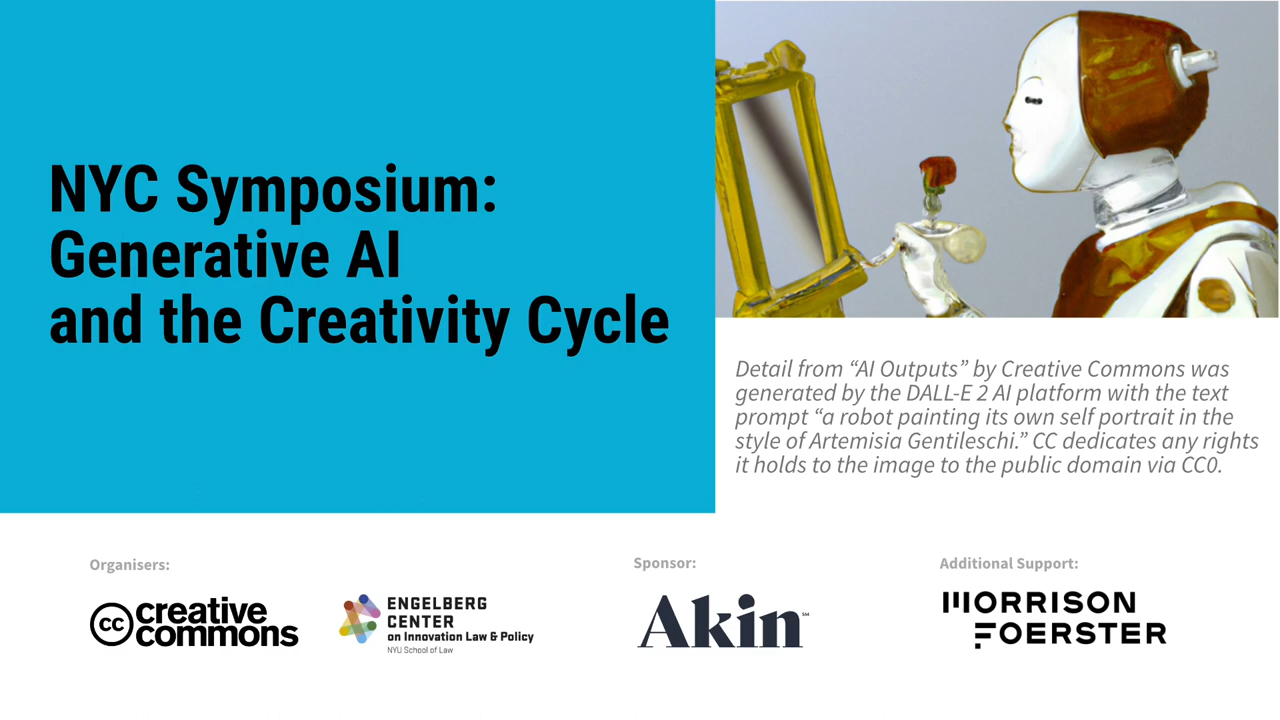 NYC Symposium:
Generative AI
and the Creativity Cycle
Detail from “AI Outputs” by Creative Commons was
generated by the DALL-E 2 AI platform with the text
prompt “a robot painting its own self portrait in the
style of Artemisia Gentileschi.” CC dedicates any rights
it holds to the image to the public domain via CC0.
Organisers:
cc creative
commons
ENGELBERG
CENTER
on Innovation Law & Policy
NYU School of Law
Sponsor:
Akin℠
Additional Support:
MORRISON
FOERSTER